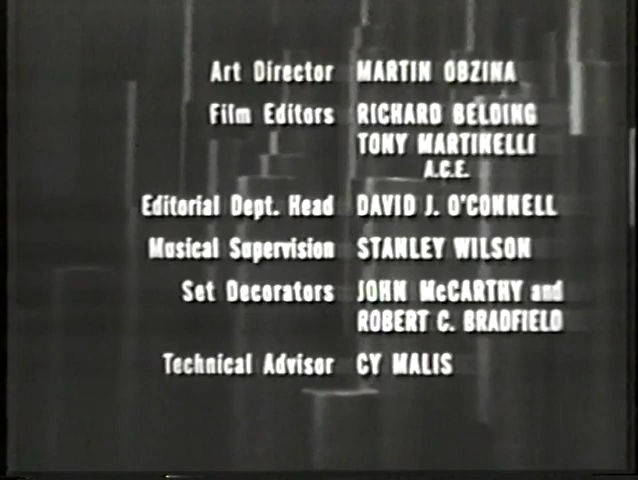 Art Director MARTIN OBZINA
Film Editors RICHARD BELDING
TONY MARTINELLI
A.C.E.
Editorial Dept. Head DAVID J. O'CONNELL
Musical Supervision STANLEY WILSON
Set Decorators JOHN McCARTHY and
ROBERT C. BRADFIELD
Technical Advisor CY MALIS